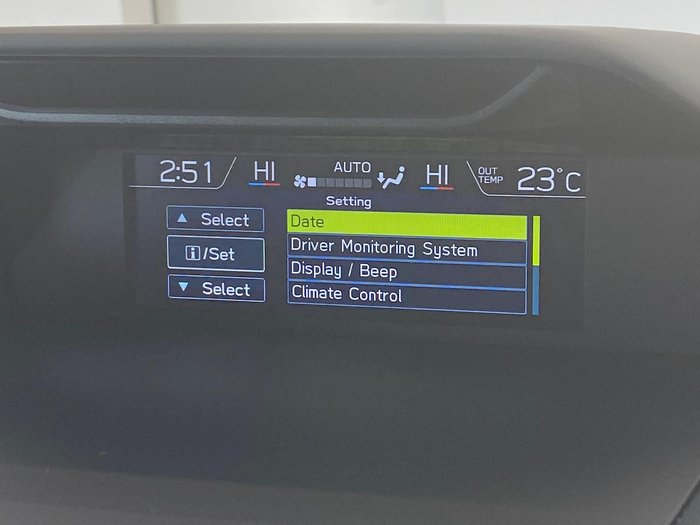 2:51 HI AUTO HI OUT TEMP 23°C
Setting
▲ Select
i/Set
▼ Select
Date
Driver Monitoring System
Display / Beep
Climate Control